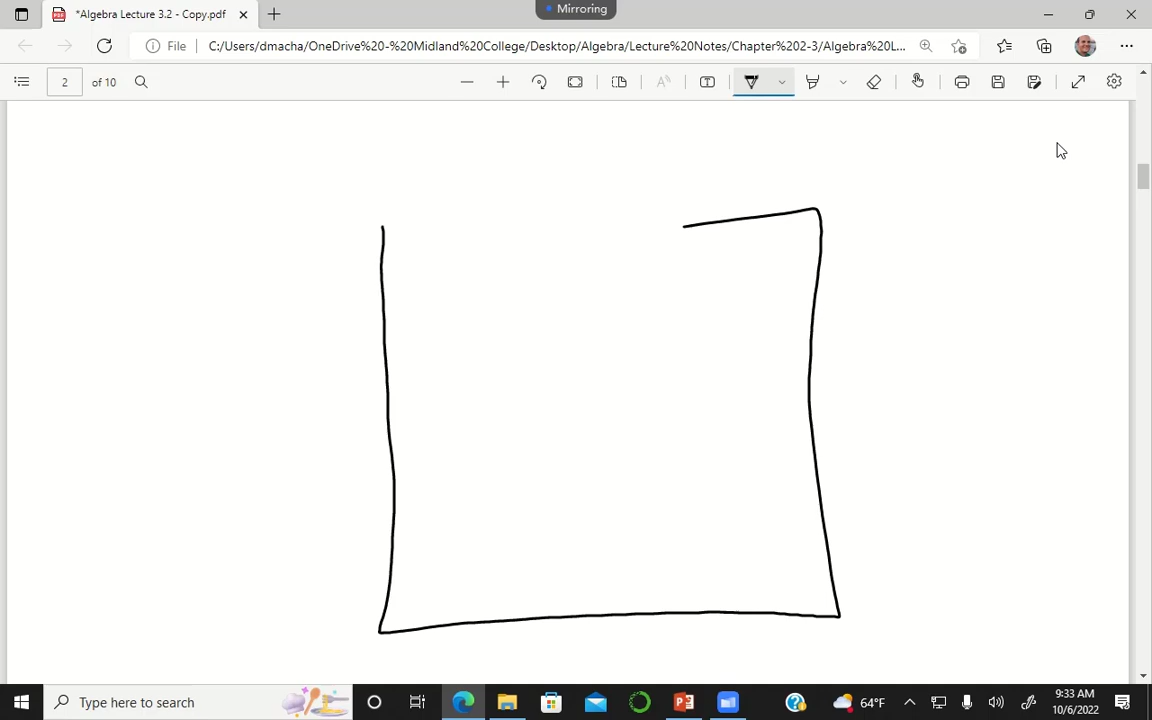 Mirroring
*Algebra Lecture 3.2 - Copy.pdf
File
C:/Users/dmacha/OneDrive%20-%20Midland%20College/Desktop/Algebra/Lecture%20Notes/Chapter%202-3/Algebra%20L...
2 of 10
Type here to search
64°F
9:33 AM
10/6/2022